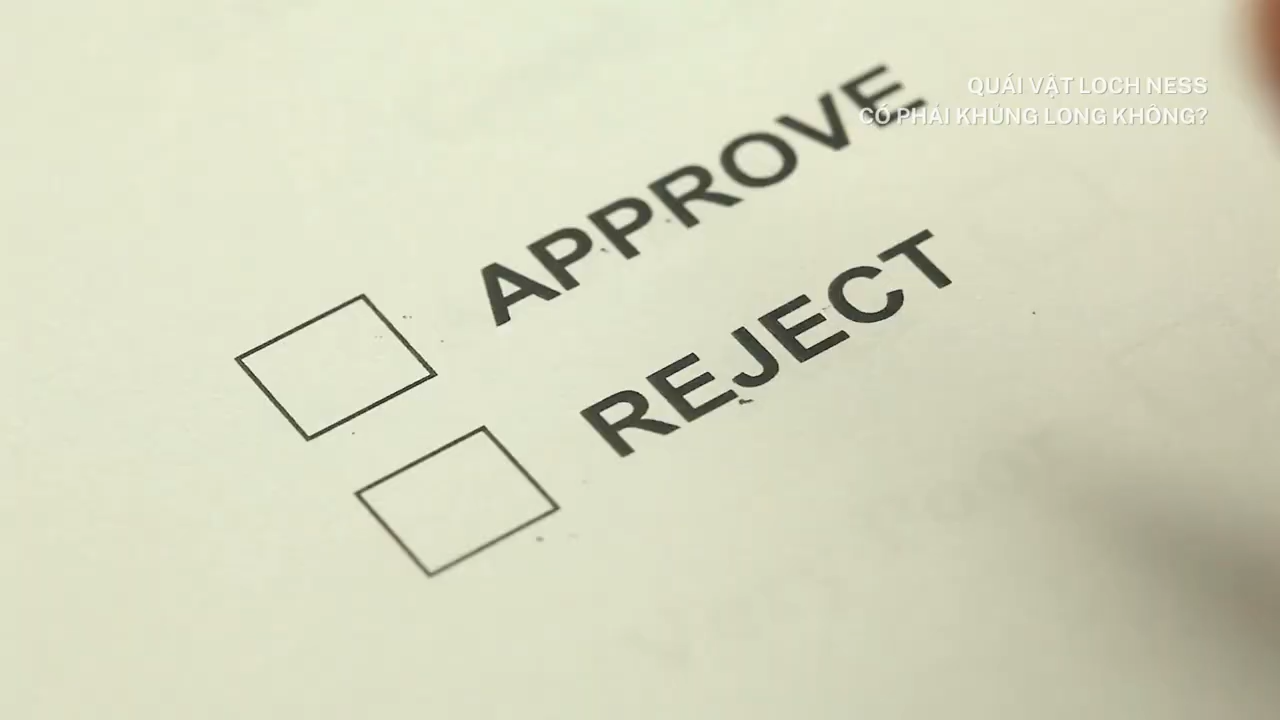 QUÁI VẬT LOCH NESS
CÓ PHẢI KHỦNG LONG KHÔNG?
APPROVE
REJECT